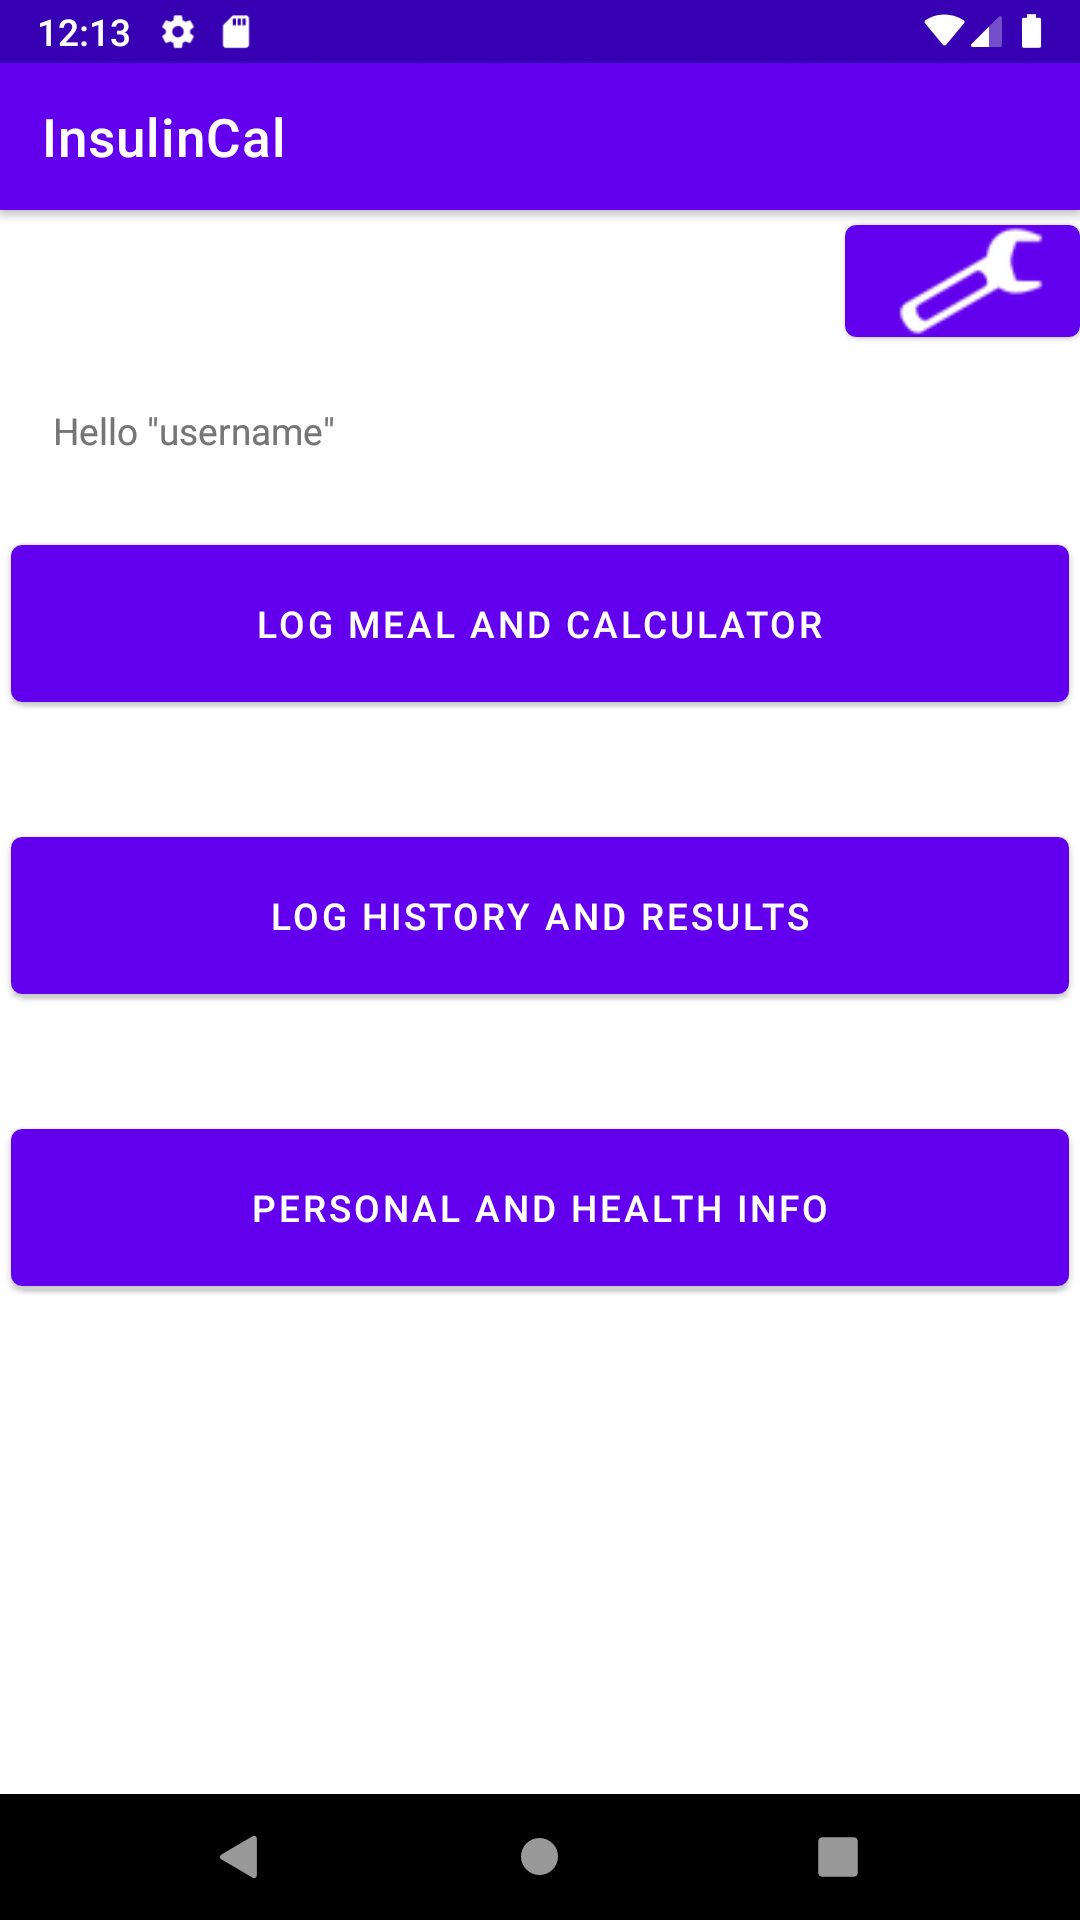 12:13
InsulinCal
Hello "username"
LOG MEAL AND CALCULATOR
LOG HISTORY AND RESULTS
PERSONAL AND HEALTH INFO